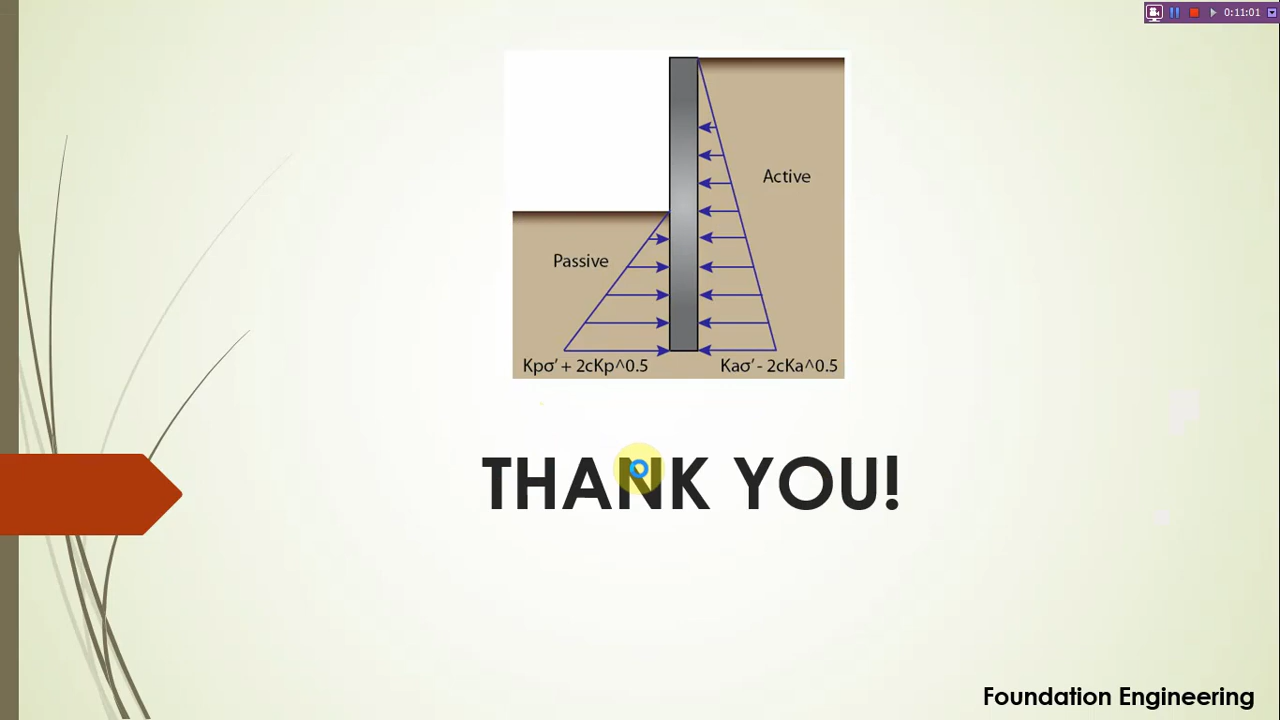 0:11:01
Active
Passive
Kpσ' + 2cKp^0.5
Kaσ' - 2cKa^0.5
THANK YOU!
Foundation Engineering